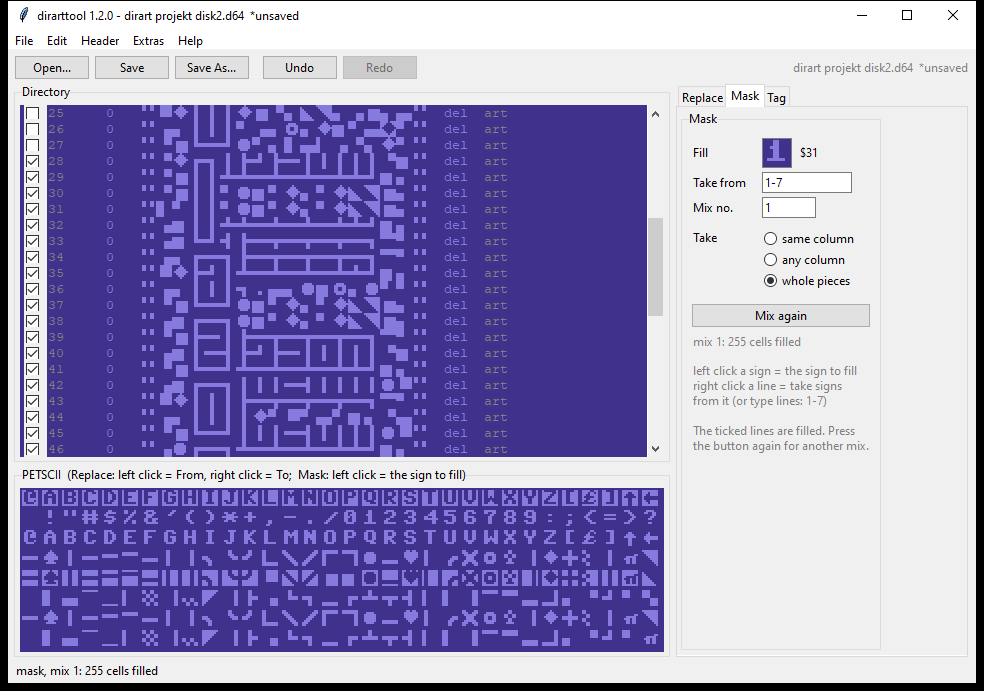 dirarttool 1.2.0 - dirart projekt disk2.d64 *unsaved
File Edit Header Extras Help
Open... Save Save As... Undo Redo
dirart projekt disk2.d64 *unsaved
Directory
25 0 del art
26 0 del art
27 0 del art
28 0 del art
29 0 del art
30 0 del art
31 0 del art
32 0 del art
33 0 del art
34 0 del art
35 0 del art
36 0 del art
37 0 del art
38 0 del art
39 0 del art
40 0 del art
41 0 del art
42 0 del art
43 0 del art
44 0 del art
45 0 del art
46 0 del art
Replace Mask Tag
Mask
Fill 1 $31
Take from 1-7
Mix no. 1
Take same column
any column
whole pieces
Mix again
mix 1: 255 cells filled
left click a sign = the sign to fill
right click a line = take signs
from it (or type lines: 1-7)
The ticked lines are filled. Press
the button again for another mix.
PETSCII (Replace: left click = From, right click = To; Mask: left click = the sign to fill)
@ABCDEFGHIJKLMNOPQRSTUVWXYZ[£]↑←
!"#$%&'()*+,-./0123456789:;<=>?
@ABCDEFGHIJKLMNOPQRSTUVWXYZ[£]↑←
mask, mix 1: 255 cells filled